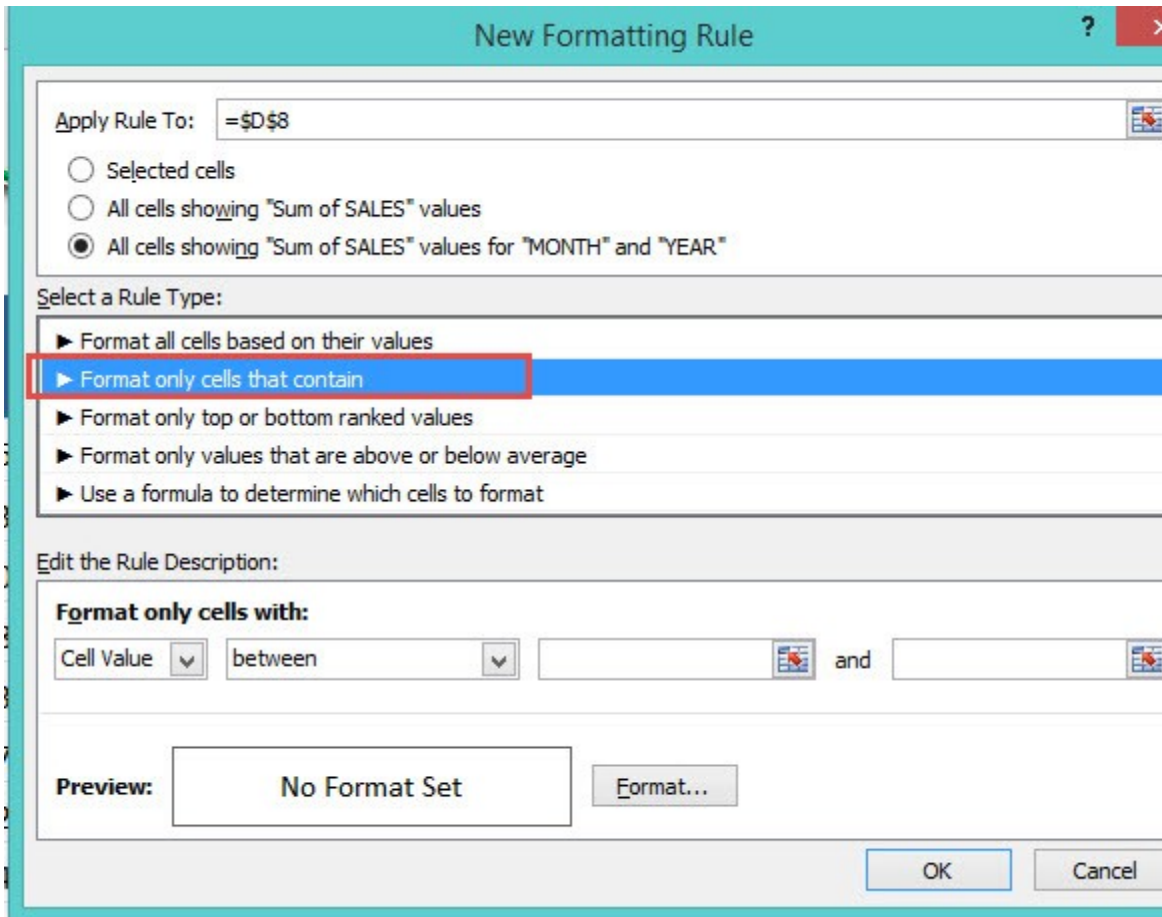 New Formatting Rule
?
Apply Rule To: =$D$8
Selected cells
All cells showing "Sum of SALES" values
All cells showing "Sum of SALES" values for "MONTH" and "YEAR"
Select a Rule Type:
► Format all cells based on their values
► Format only cells that contain
► Format only top or bottom ranked values
► Format only values that are above or below average
► Use a formula to determine which cells to format
Edit the Rule Description:
Format only cells with:
Cell Value between and
Preview: No Format Set Format...
OK Cancel